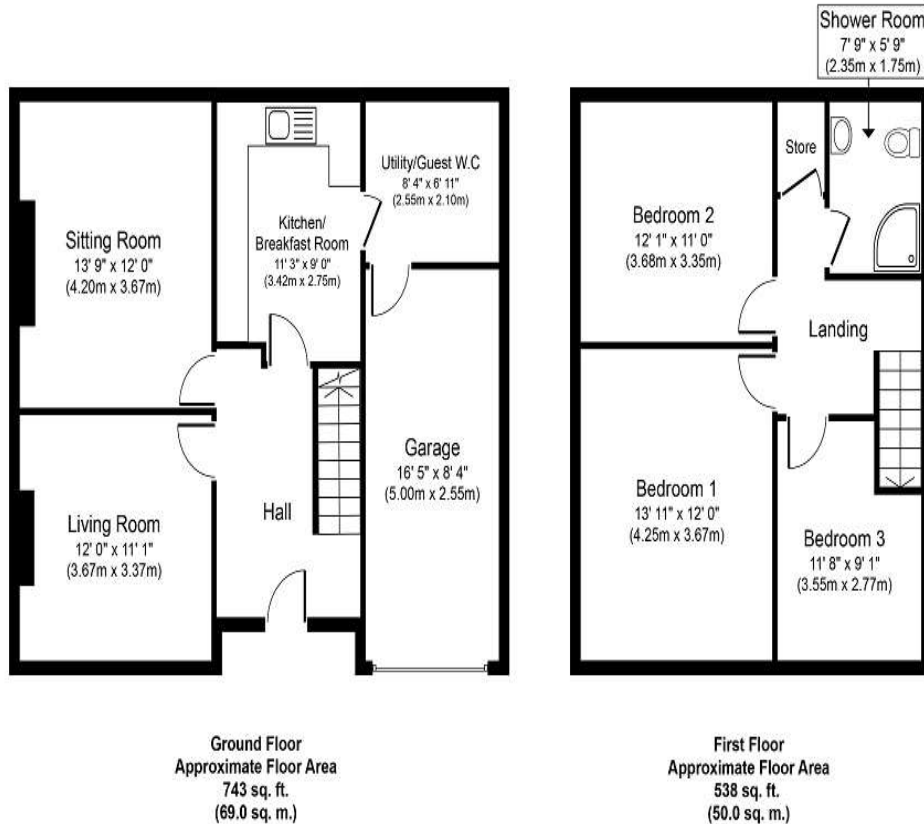 Shower Room
7' 9" x 5' 9"
(2.35m x 1.75m)
Sitting Room
13' 9" x 12' 0"
(4.20m x 3.67m)
Kitchen/
Breakfast Room
11' 3" x 9' 0"
(3.42m x 2.75m)
Utility/Guest W.C
8' 4" x 6' 11"
(2.55m x 2.10m)
Living Room
12' 0" x 11' 1"
(3.67m x 3.37m)
Hall
Garage
16' 5" x 8' 4"
(5.00m x 2.55m)
Ground Floor
Approximate Floor Area
743 sq. ft.
(69.0 sq. m.)
Bedroom 2
12' 1" x 11' 0"
(3.68m x 3.35m)
Store
Landing
Bedroom 1
13' 11" x 12' 0"
(4.25m x 3.67m)
Bedroom 3
11' 8" x 9' 1"
(3.55m x 2.77m)
First Floor
Approximate Floor Area
538 sq. ft.
(50.0 sq. m.)